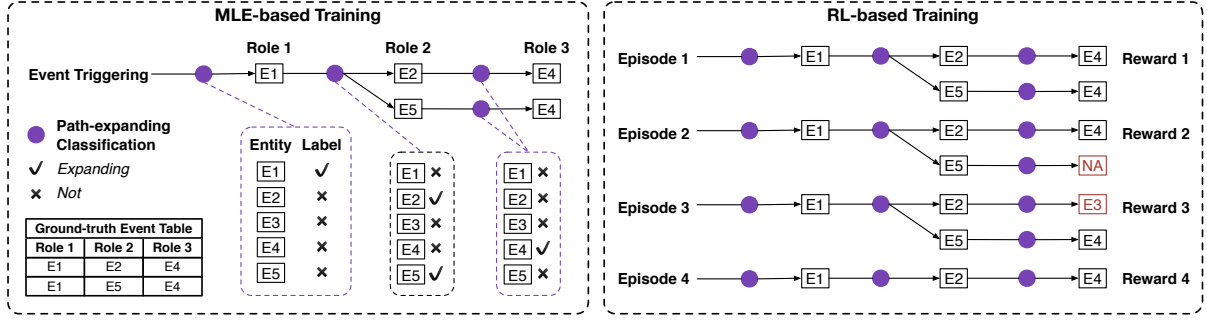 MLE-based Training
Role 1 Role 2 Role 3
Event Triggering E1 E2 E4
E5 E4
Path-expanding
Classification
Expanding
Not
Entity Label
E1
E2
E3
E4
E5
E1
E2
E3
E4
E5
E1
E2
E3
E4
E5
Ground-truth Event Table
Role 1 Role 2 Role 3
E1 E2 E4
E1 E5 E4
RL-based Training
Episode 1 E1 E2 E4 Reward 1
E5 E4
Episode 2 E1 E2 E4 Reward 2
E5 NA
Episode 3 E1 E2 E3 Reward 3
E5 E4
Episode 4 E1 E2 E4 Reward 4